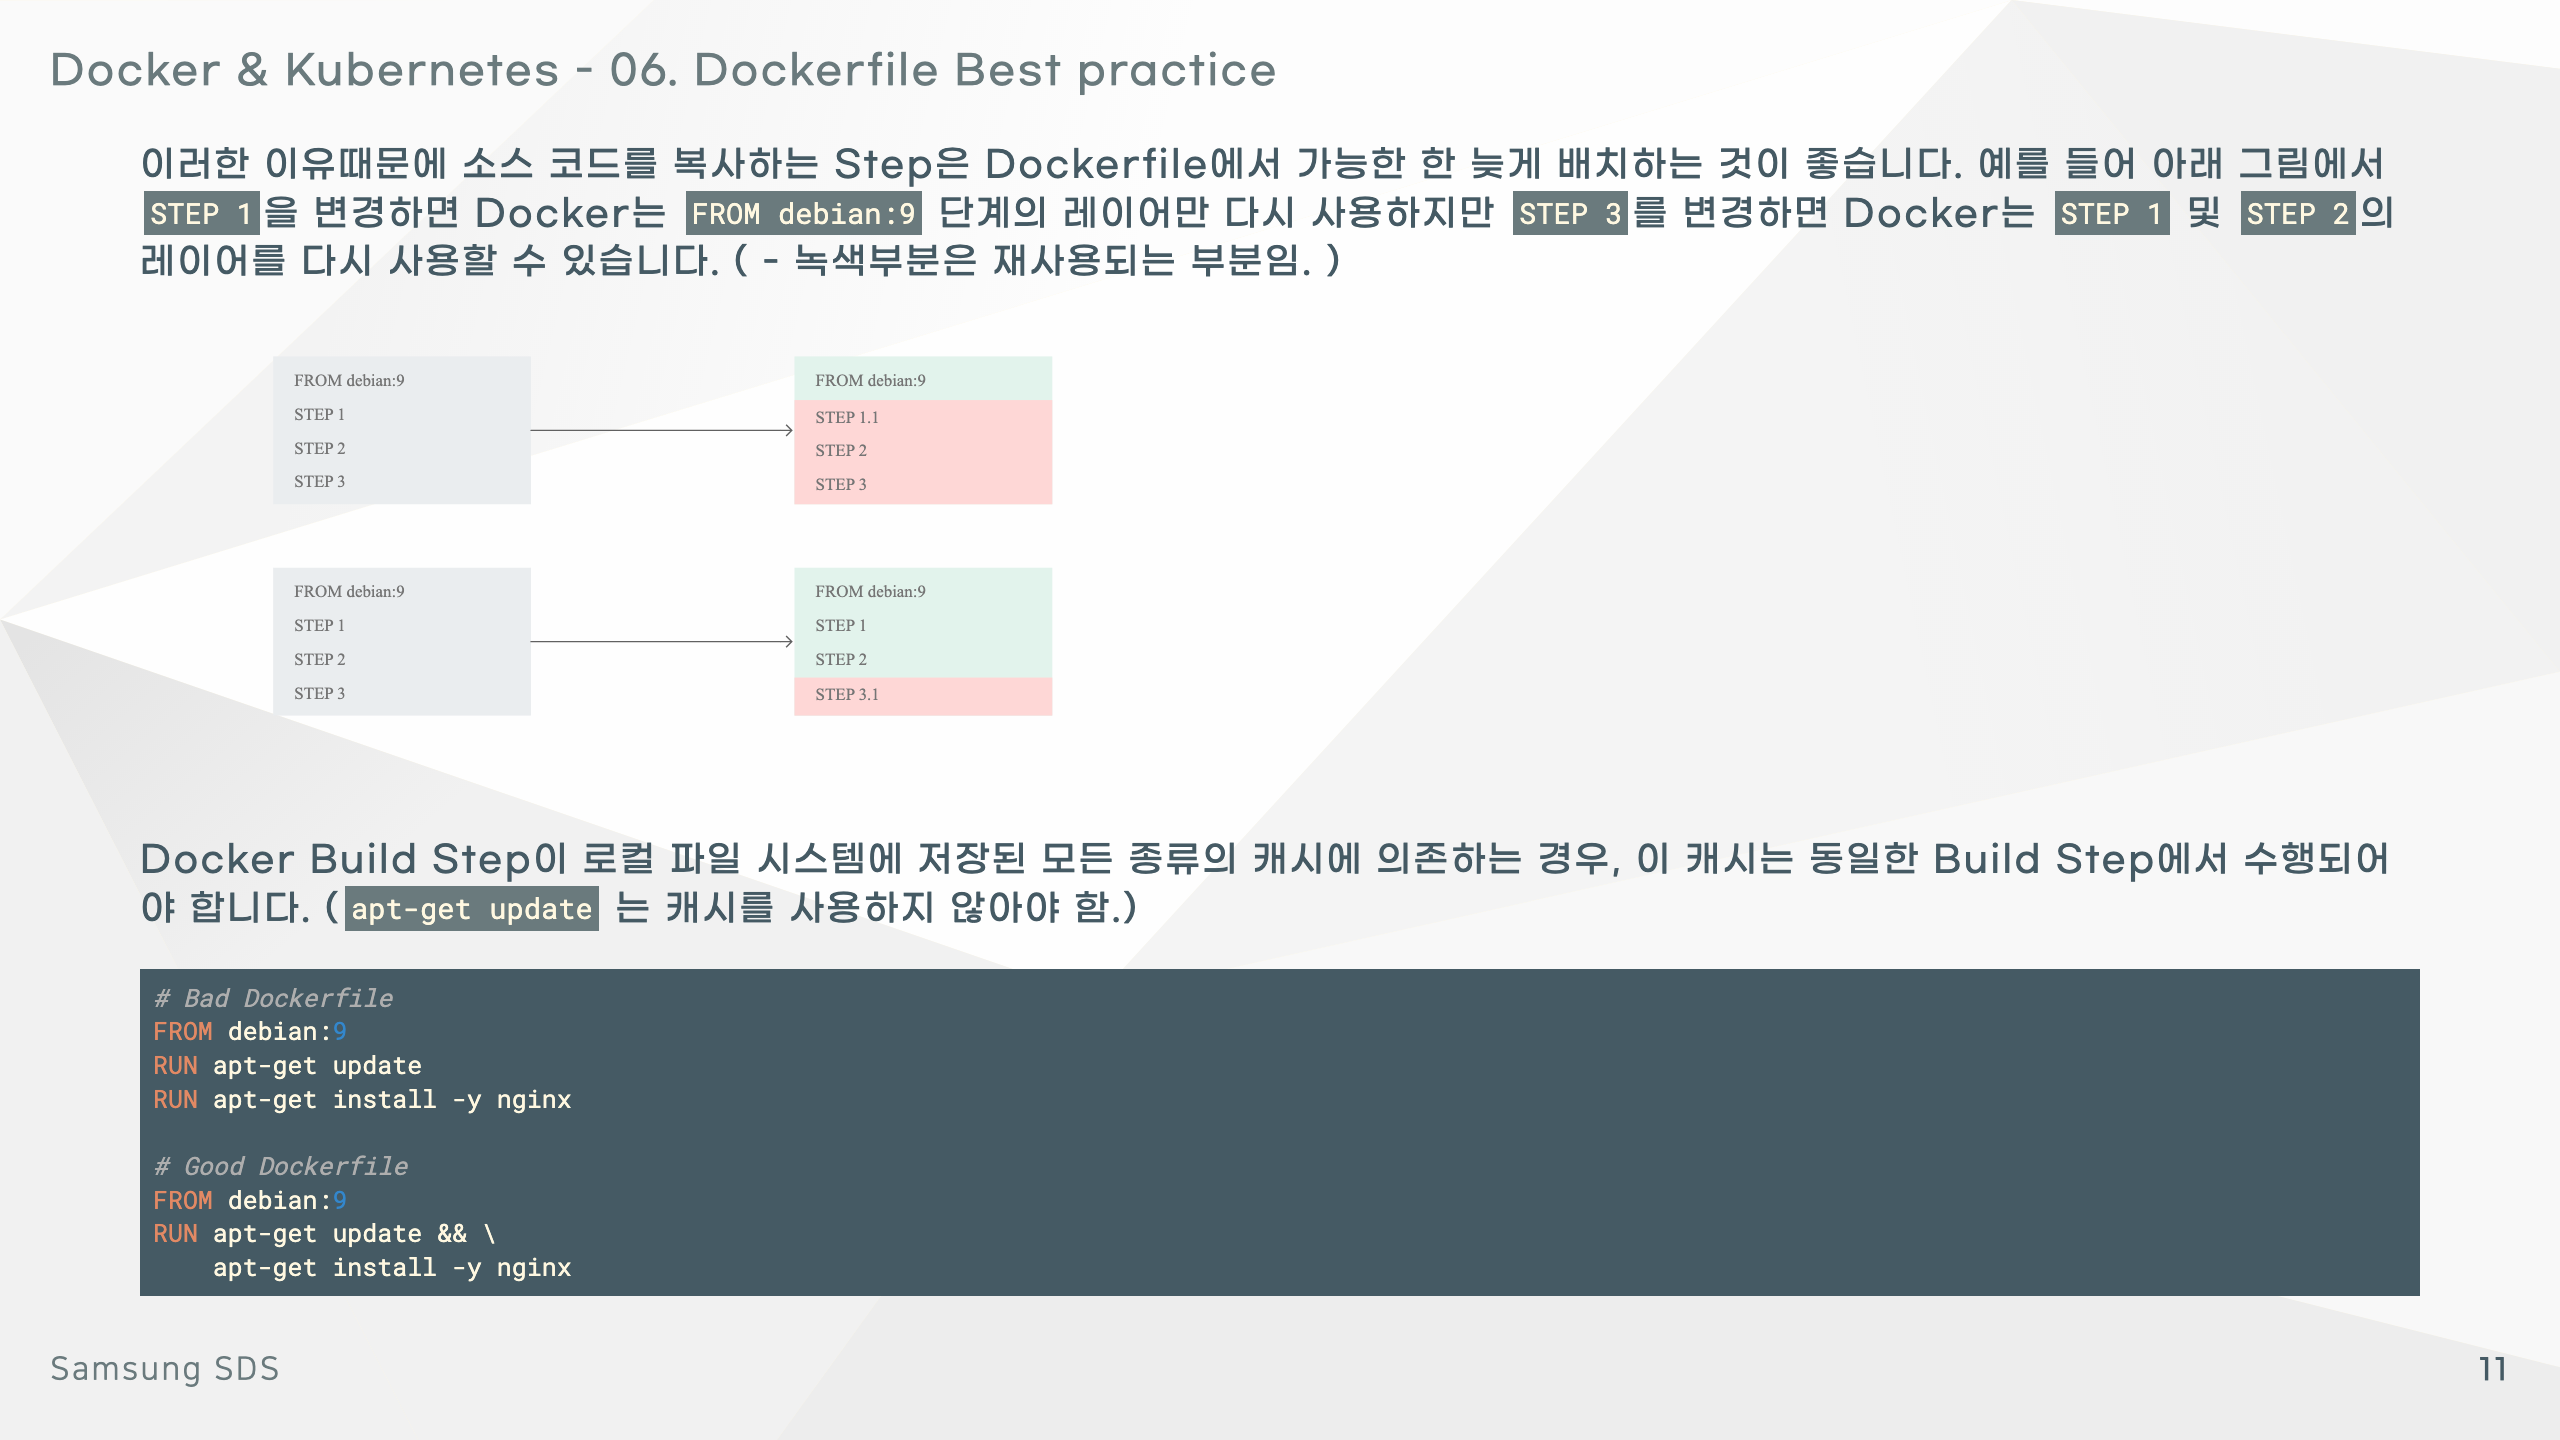 Docker & Kubernetes - 06. Dockerfile Best practice
이러한 이유때문에 소스 코드를 복사하는 Step은 Dockerfile에서 가능한 한 늦게 배치하는 것이 좋습니다. 예를 들어 아래 그림에서
STEP 1을 변경하면 Docker는 FROM debian:9 단계의 레이어만 다시 사용하지만 STEP 3를 변경하면 Docker는 STEP 1 및 STEP 2의
레이어를 다시 사용할 수 있습니다. ( - 녹색부분은 재사용되는 부분임. )
FROM debian:9
STEP 1
STEP 2
STEP 3
FROM debian:9
STEP 1.1
STEP 2
STEP 3
FROM debian:9
STEP 1
STEP 2
STEP 3
FROM debian:9
STEP 1
STEP 2
STEP 3.1
Docker Build Step이 로컬 파일 시스템에 저장된 모든 종류의 캐시에 의존하는 경우, 이 캐시는 동일한 Build Step에서 수행되어
야 합니다. ( apt-get update 는 캐시를 사용하지 않아야 함.)
# Bad Dockerfile
FROM debian:9
RUN apt-get update
RUN apt-get install -y nginx
# Good Dockerfile
FROM debian:9
RUN apt-get update && \
    apt-get install -y nginx
Samsung SDS
11